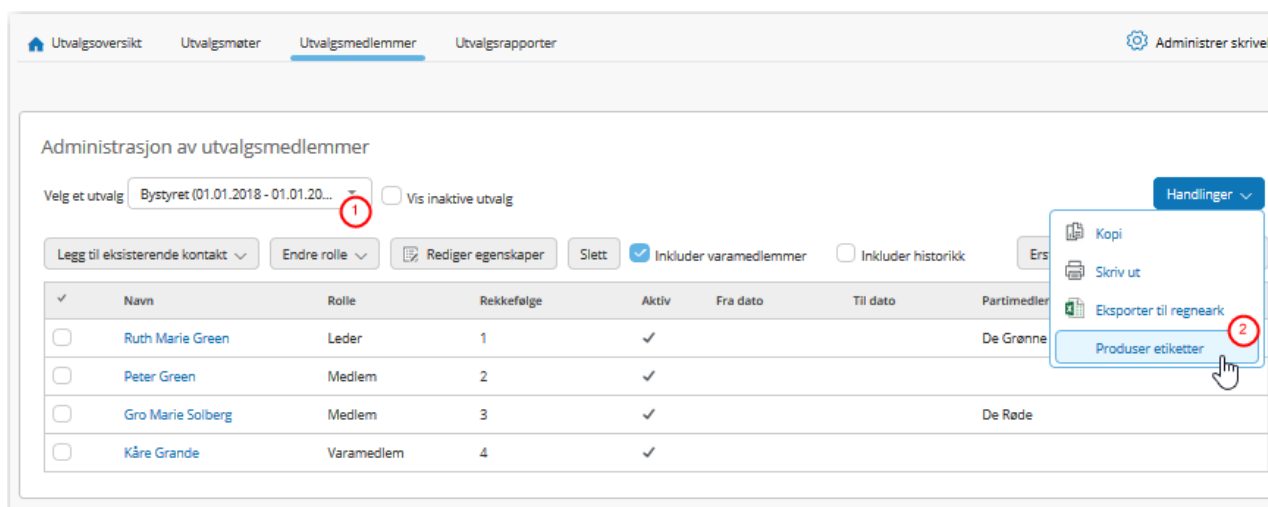 Utvalgsoversikt Utvalgsmøter Utvalgsmedlemmer Utvalgsrapporter Administrer skrivel
Administrasjon av utvalgsmedlemmer
Velg et utvalg Bystyret (01.01.2018 - 01.01.20... Vis inaktive utvalg Handlinger
1
Kopi
Legg til eksisterende kontakt Endre rolle Rediger egenskaper Slett Inkluder varamedlemmer Inkluder historikk Ers
Skriv ut
Navn Rolle Rekkefølge Aktiv Fra dato Til dato Partimedler
Eksporter til regneark
2
Ruth Marie Green Leder 1 De Grønne
Produser etiketter
Peter Green Medlem 2
Gro Marie Solberg Medlem 3 De Røde
Kåre Grande Varamedlem 4